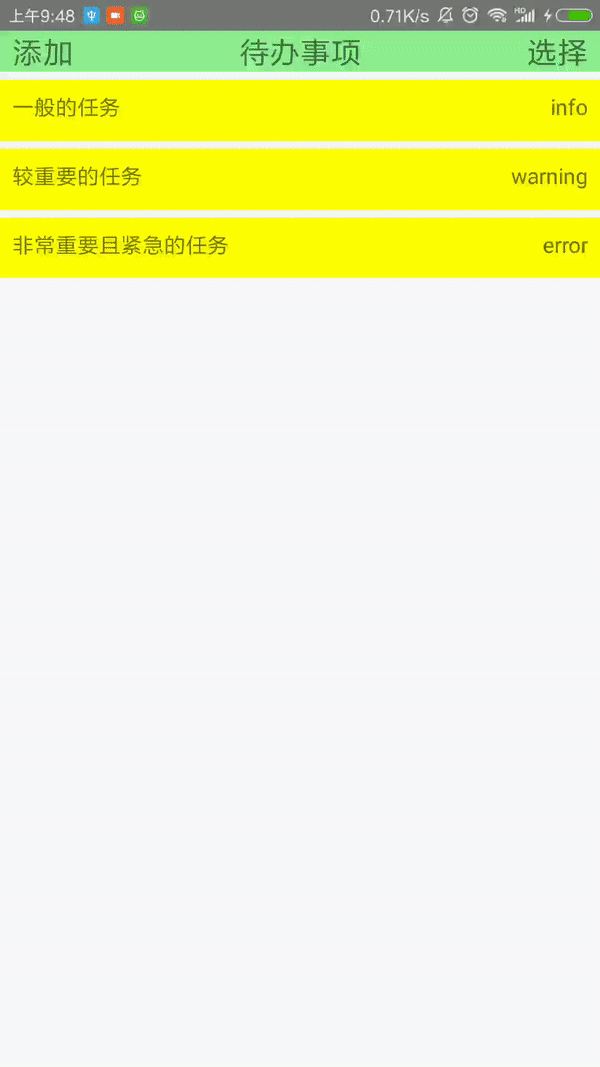 上午9:48 0.71K/s HD
添加 待办事项 选择
一般的任务 info
较重要的任务 warning
非常重要且紧急的任务 error